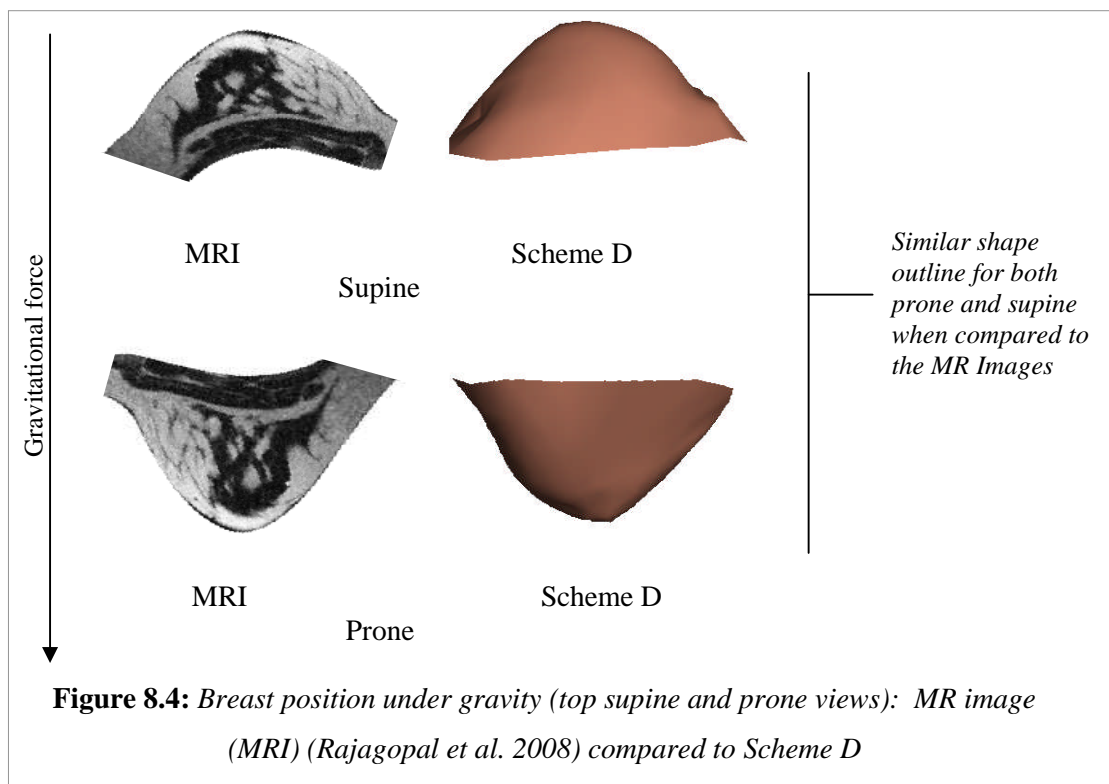 Gravitational force
MRI
Scheme D
Supine
MRI
Scheme D
Prone
Similar shape
outline for both
prone and supine
when compared to
the MR Images
Figure 8.4: Breast position under gravity (top supine and prone views): MR image
(MRI) (Rajagopal et al. 2008) compared to Scheme D